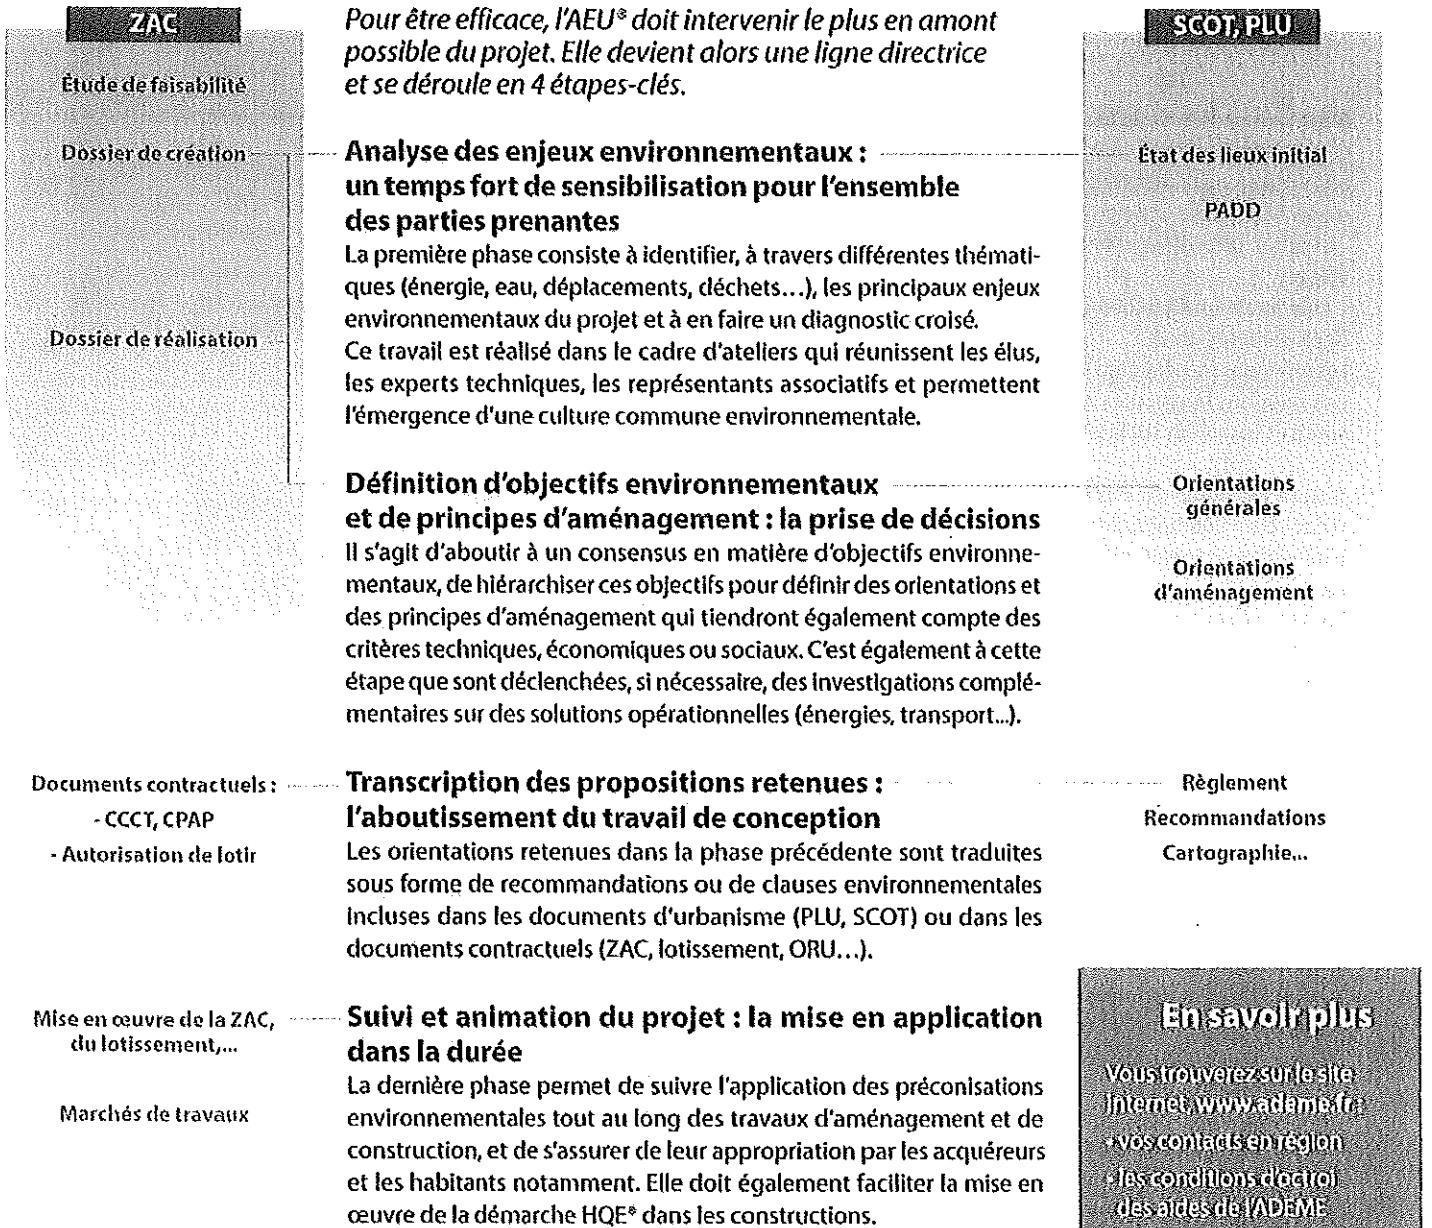 ZAC
Étude de faisabilité
Dossier de création
Dossier de réalisation
Documents contractuels :
- CCCT, CPAP
- Autorisation de lotir
Mise en œuvre de la ZAC,
du lotissement,...
Marchés de travaux
Pour être efficace, l'AEU® doit intervenir le plus en amont
possible du projet. Elle devient alors une ligne directrice
et se déroule en 4 étapes-clés.
Analyse des enjeux environnementaux :
un temps fort de sensibilisation pour l'ensemble
des parties prenantes
La première phase consiste à identifier, à travers différentes thémati-
ques (énergie, eau, déplacements, déchets...), les principaux enjeux
environnementaux du projet et à en faire un diagnostic croisé.
Ce travail est réalisé dans le cadre d'ateliers qui réunissent les élus,
les experts techniques, les représentants associatifs et permettent
l'émergence d'une culture commune environnementale.
Définition d'objectifs environnementaux
et de principes d'aménagement : la prise de décisions
Il s'agit d'aboutir à un consensus en matière d'objectifs environne-
mentaux, de hiérarchiser ces objectifs pour définir des orientations et
des principes d'aménagement qui tiendront également compte des
critères techniques, économiques ou sociaux. C'est également à cette
étape que sont déclenchées, si nécessaire, des investigations complé-
mentaires sur des solutions opérationnelles (énergies, transport...).
Transcription des propositions retenues :
l'aboutissement du travail de conception
Les orientations retenues dans la phase précédente sont traduites
sous forme de recommandations ou de clauses environnementales
incluses dans les documents d'urbanisme (PLU, SCOT) ou dans les
documents contractuels (ZAC, lotissement, ORU...).
Suivi et animation du projet : la mise en application
dans la durée
La dernière phase permet de suivre l'application des préconisations
environnementales tout au long des travaux d'aménagement et de
construction, et de s'assurer de leur appropriation par les acquéreurs
et les habitants notamment. Elle doit également faciliter la mise en
œuvre de la démarche HQE® dans les constructions.
SCOT, PLU
État des lieux initial
PADD
Orientations
générales
Orientations
d'aménagement
Règlement
Recommandations
Cartographie...
En savoir plus
Vous trouverez sur le site
internet www.ademe.fr :
• vos contacts en région
• les conditions d'octroi
des aides de l'ADEME